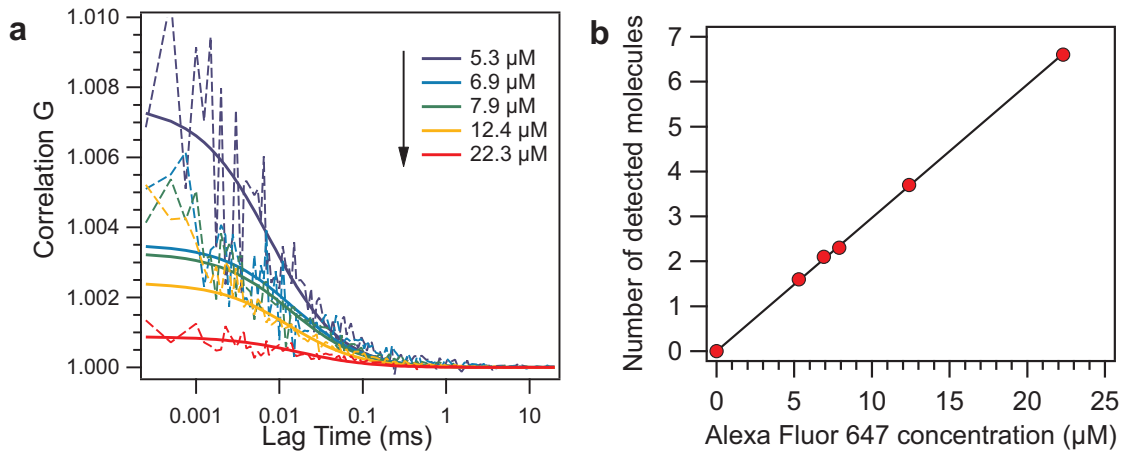 a
1.010
1.008
1.006
1.004
1.002
1.000
Correlation G
5.3 µM
6.9 µM
7.9 µM
12.4 µM
22.3 µM
0.001
0.01
0.1
1
10
Lag Time (ms)
b
7
6
5
4
3
2
1
0
Number of detected molecules
0
5
10
15
20
25
Alexa Fluor 647 concentration (µM)